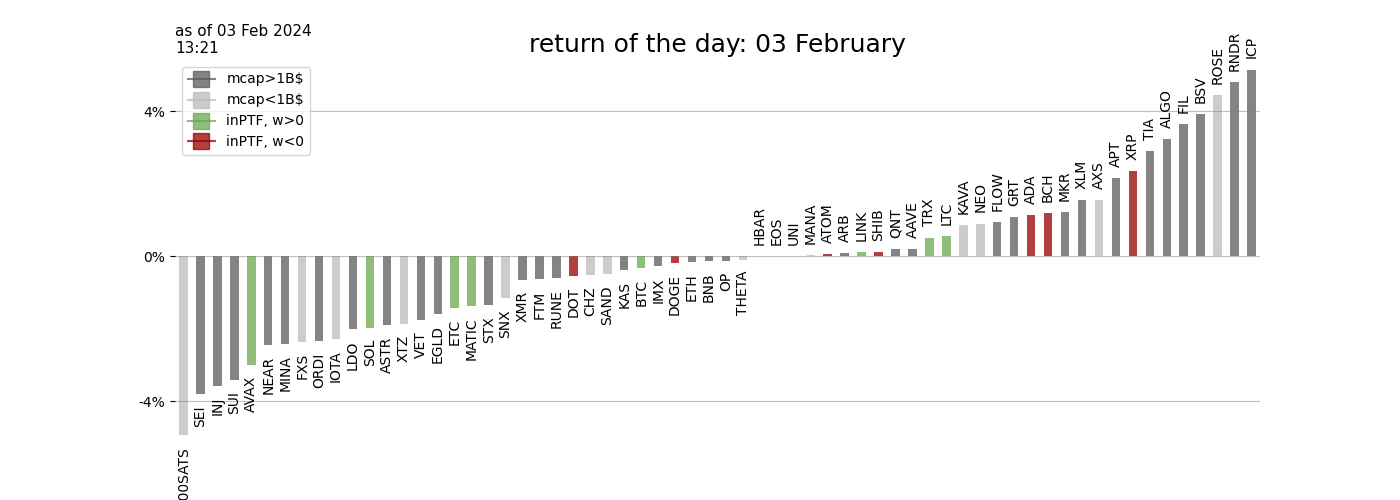 as of 03 Feb 2024
13:21
return of the day: 03 February
mcap>1B$
mcap<1B$
inPTF, w>0
inPTF, w<0
4%
0%
-4%
00SATS
SEI
INJ
SUI
AVAX
NEAR
MINA
FXS
ORDI
IOTA
LDO
SOL
ASTR
XTZ
VET
EGLD
ETC
MATIC
STX
SNX
XMR
FTM
RUNE
DOT
CHZ
SAND
KAS
BTC
IMX
DOGE
ETH
BNB
OP
THETA
HBAR
EOS
UNI
MANA
ATOM
ARB
LINK
SHIB
QNT
AAVE
TRX
LTC
KAVA
NEO
FLOW
GRT
ADA
BCH
MKR
XLM
AXS
APT
XRP
TIA
ALGO
FIL
BSV
ROSE
RNDR
ICP